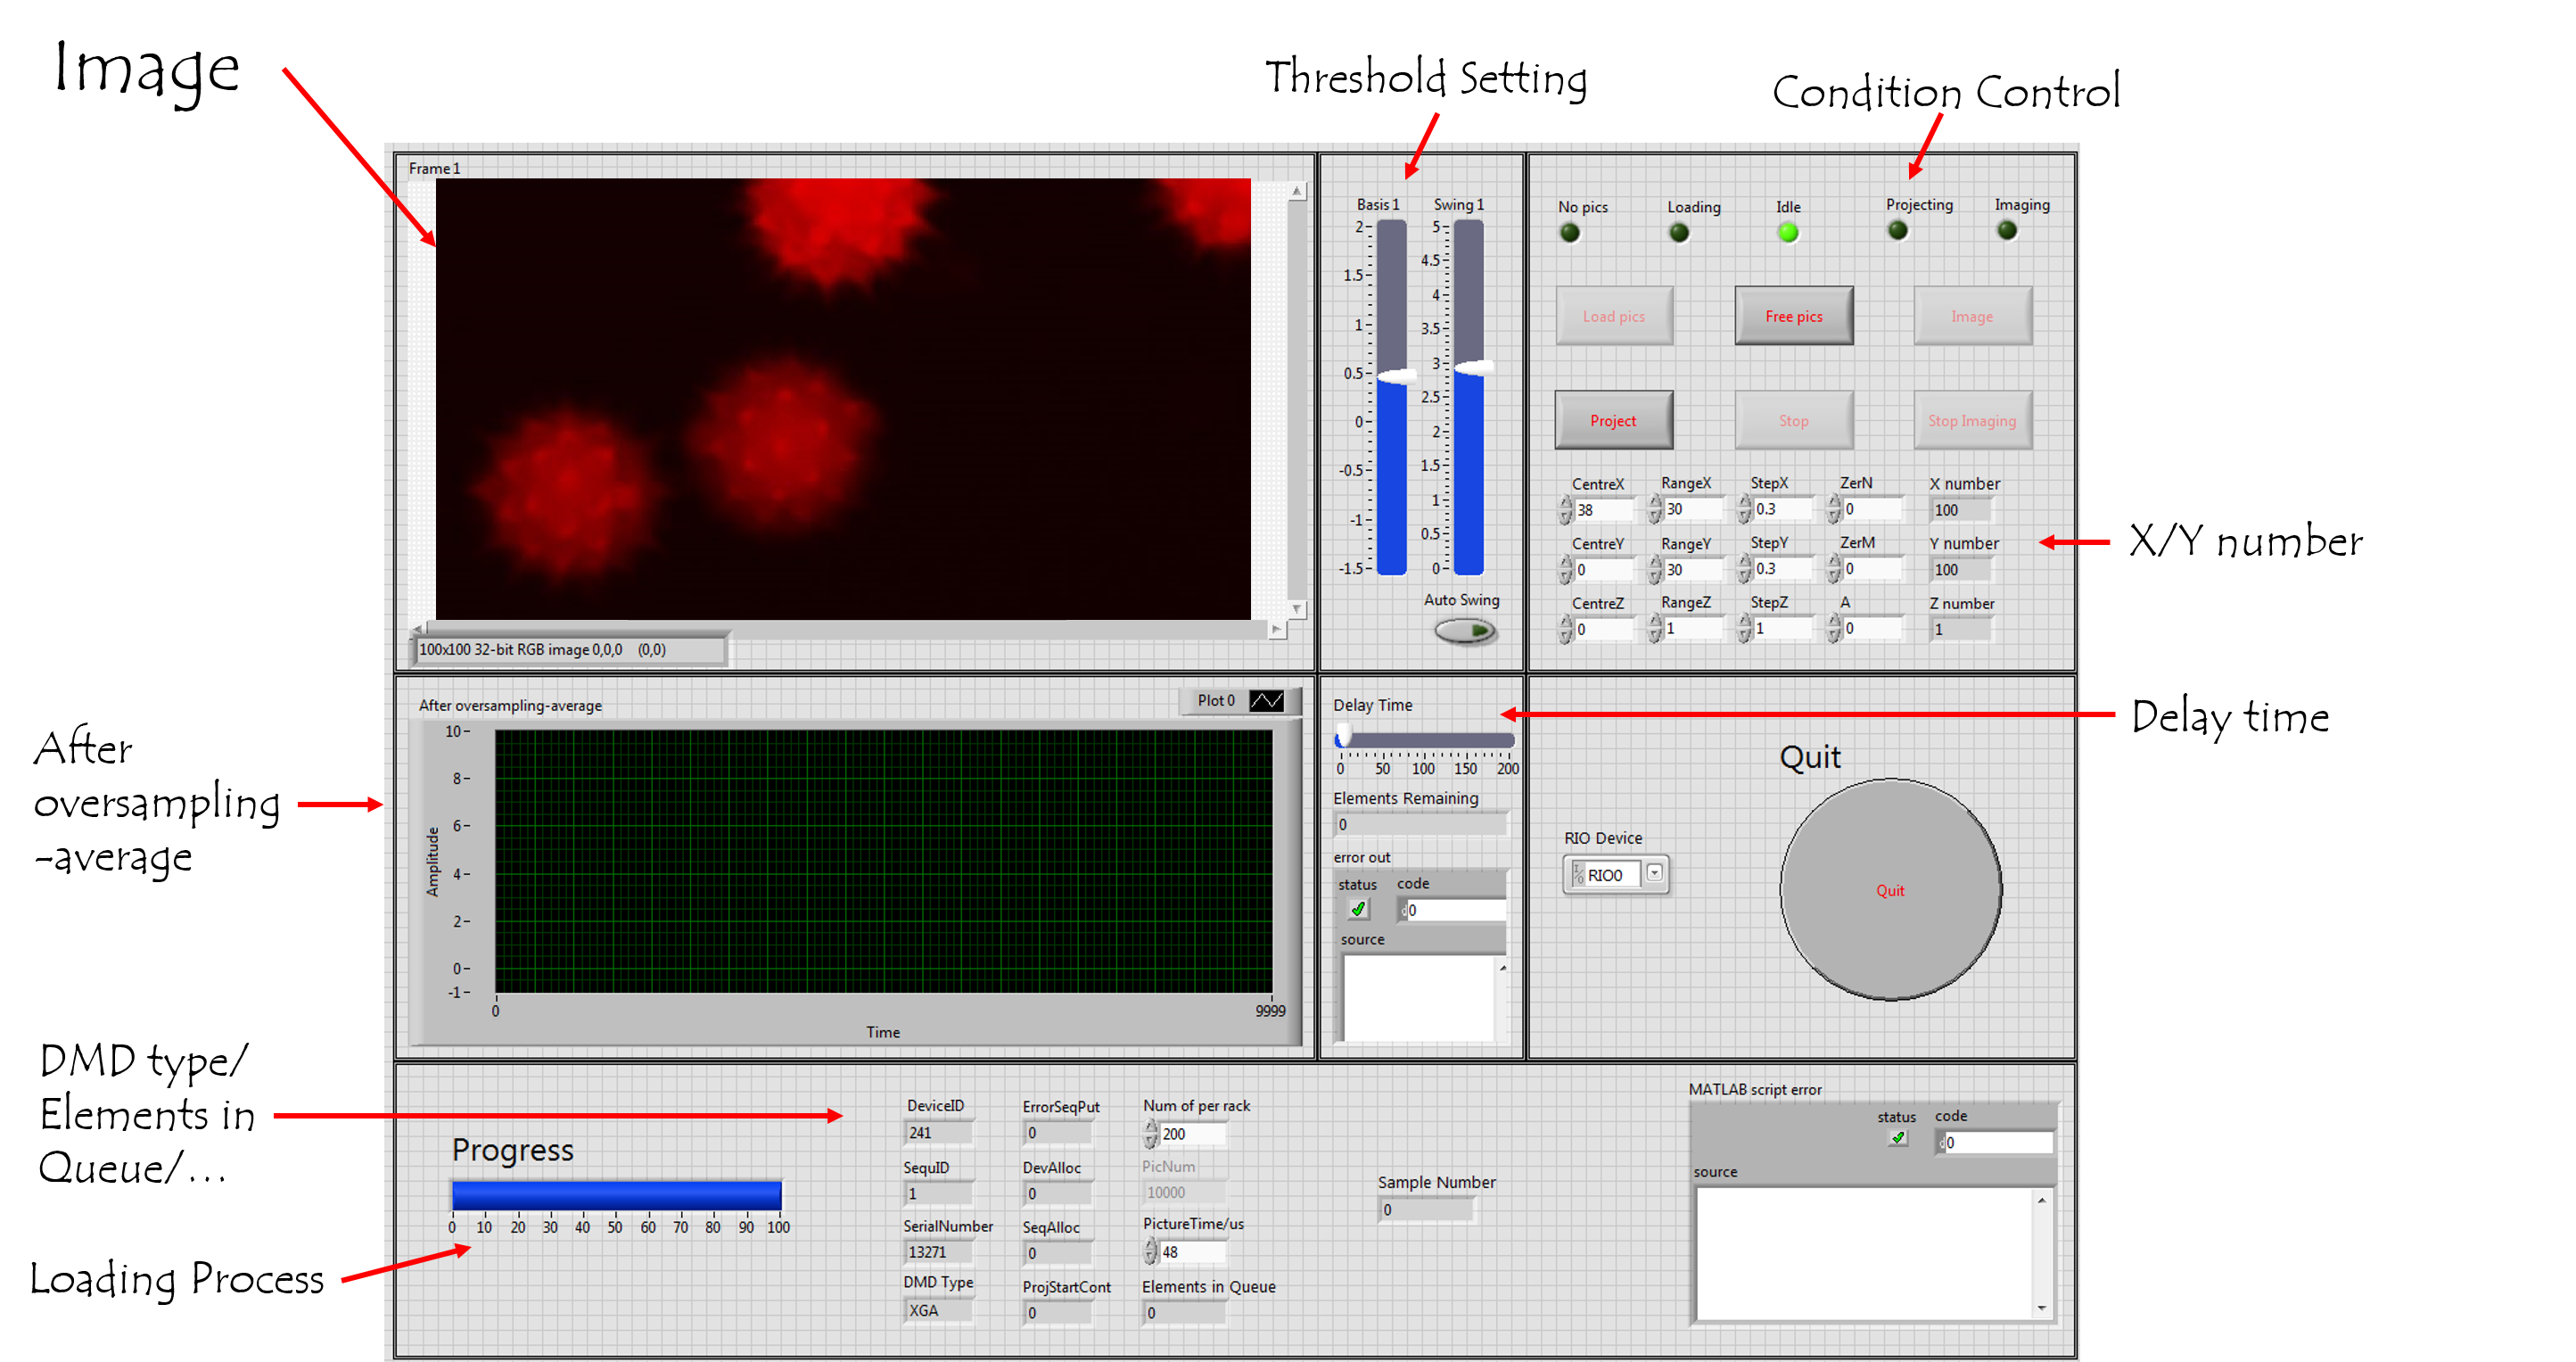 Image
Threshold Setting
Condition Control
Frame 1
100x100 32-bit RGB image 0,0,0 (0,0)
Basis 1 Swing 1
2
1.5
1
0.5
0
-0.5
-1
-1.5
5
4.5
4
3.5
3
2.5
2
1.5
1
0.5
0
Auto Swing
No pics Loading Idle Projecting Imaging
Load pics Free pics Image
Project Stop Stop Imaging
CentreX RangeX StepX ZerN X number
38 30 0.3 0 100
CentreY RangeY StepY ZerM Y number
0 30 0.3 0 100
CentreZ RangeZ StepZ A Z number
0 1 1 0 1
X/Y number
After
oversampling
-average
After oversampling-average
Plot 0
10
8
6
4
2
0
-1
Amplitude
0 9999
Time
Delay Time
0 50 100 150 200
Elements Remaining
0
error out
status code
d0
source
Delay time
Quit
RIO Device
I/O RIO0
Quit
DMD type/
Elements in
Queue/...
Loading Process
Progress
0 10 20 30 40 50 60 70 80 90 100
DeviceID ErrorSeqPut Num of per rack
241 0 200
SequID DevAlloc PicNum
1 0 10000
SerialNumber SeqAlloc PictureTime/us
13271 0 48
DMD Type ProjStartCont Elements in Queue
XGA 0 0
Sample Number
0
MATLAB script error
status code
d0
source